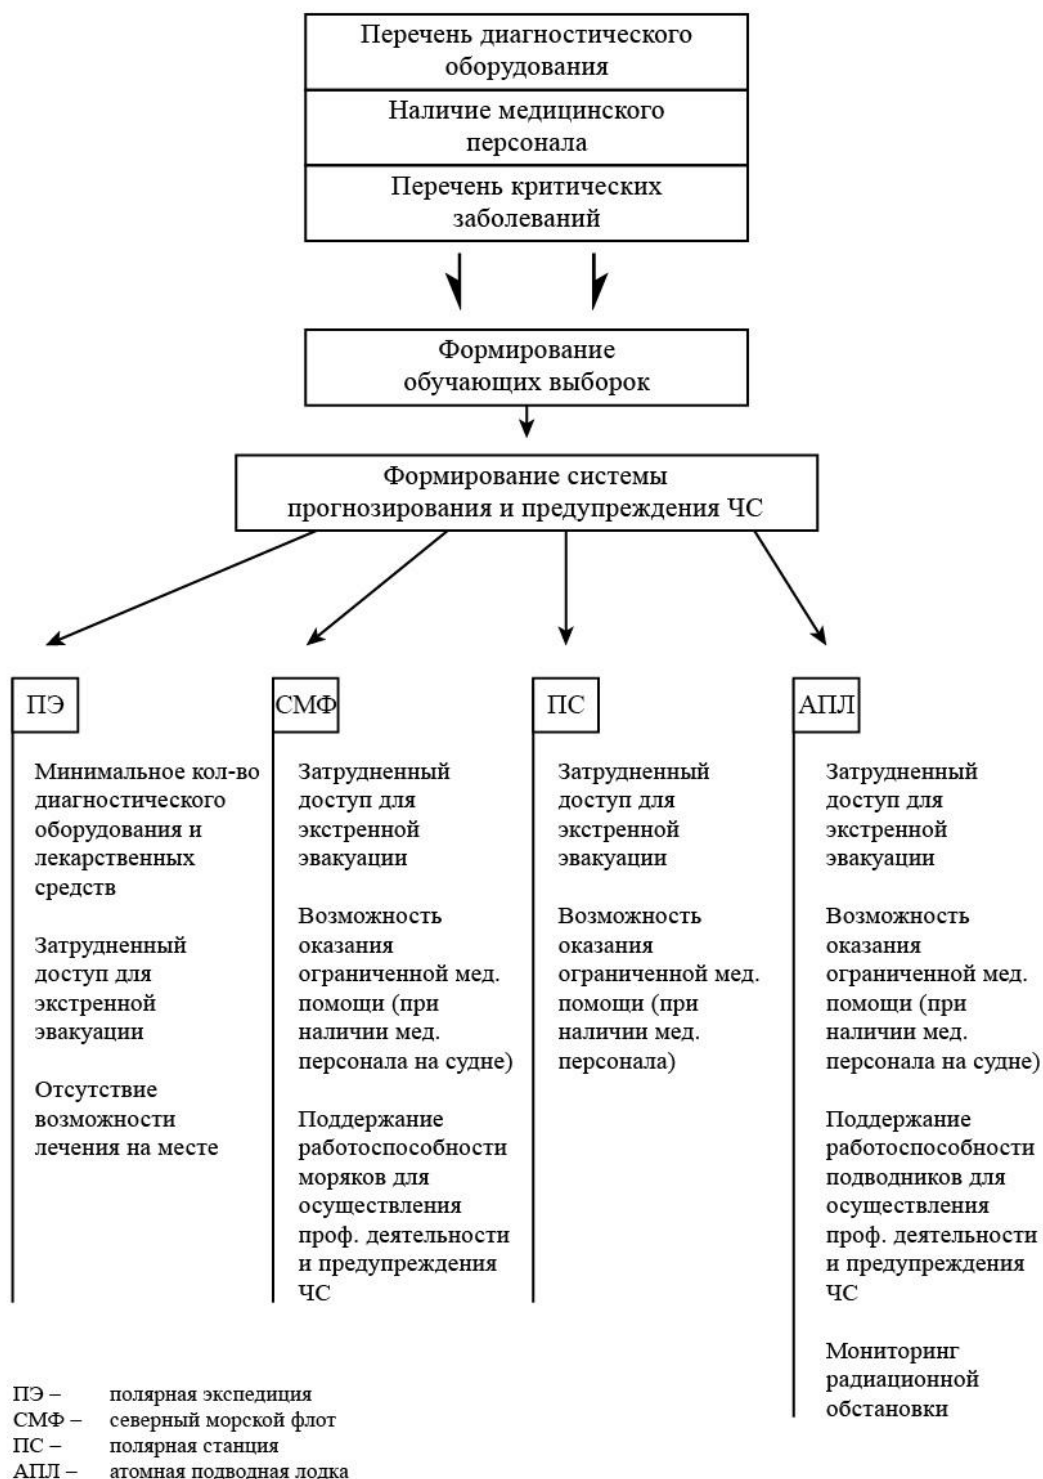 Перечень диагностического
оборудования
Наличие медицинского
персонала
Перечень критических
заболеваний
Формирование
обучающих выборок
Формирование системы
прогнозирования и предупреждения ЧС
ПЭ
Минимальное кол-во
диагностического
оборудования и
лекарственных
средств
Затрудненный
доступ для
экстренной
эвакуации
Отсутствие
возможности
лечения на месте
СМФ
Затрудненный
доступ для
экстренной
эвакуации
Возможность
оказания
ограниченной мед.
помощи (при
наличии мед.
персонала на судне)
Поддержание
работоспособности
моряков для
осуществления
проф. деятельности
и предупреждения
ЧС
ПС
Затрудненный
доступ для
экстренной
эвакуации
Возможность
оказания
ограниченной мед.
помощи (при
наличии мед.
персонала)
АПЛ
Затрудненный
доступ для
экстренной
эвакуации
Возможность
оказания
ограниченной мед.
помощи (при
наличии мед.
персонала на судне)
Поддержание
работоспособности
подводников для
осуществления
проф. деятельности
и предупреждения
ЧС
Мониторинг
радиационной
обстановки
ПЭ – полярная экспедиция
СМФ – северный морской флот
ПС – полярная станция
АПЛ – атомная подводная лодка